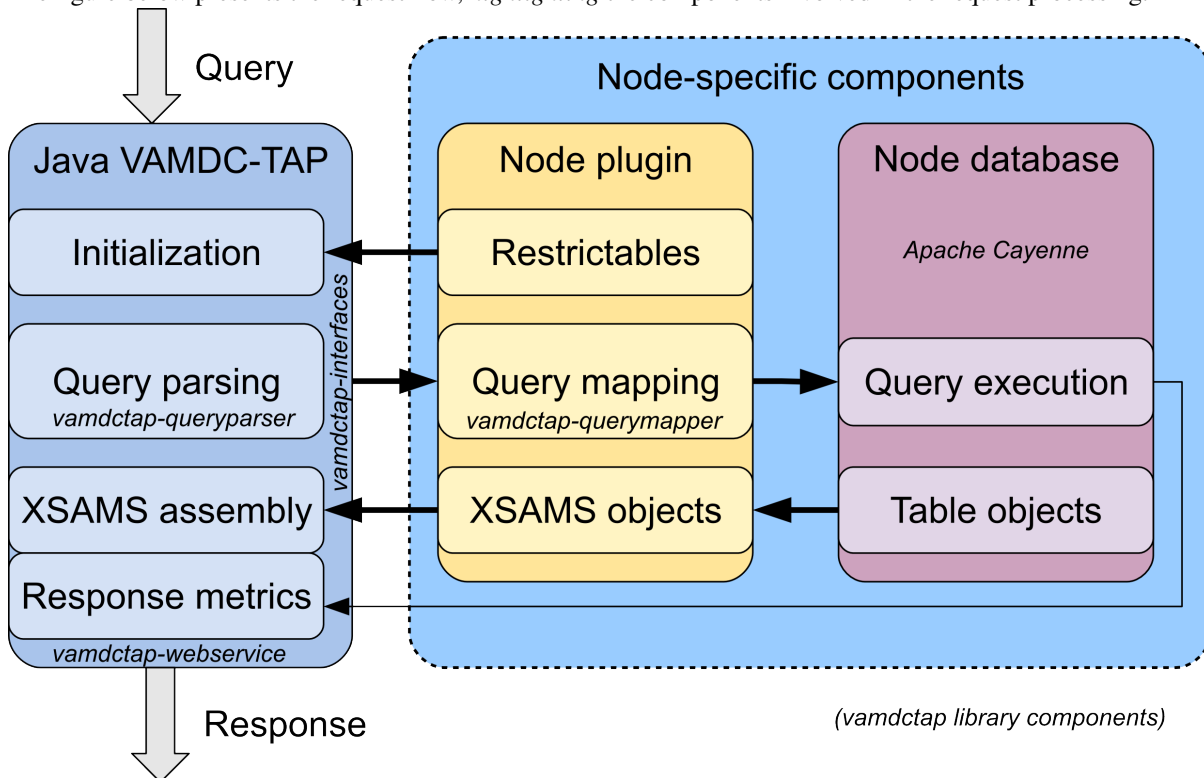 Query
Node-specific components
Java VAMDC-TAP
Node plugin
Node database
Initialization
Restrictables
Apache Cayenne
vamdctap-interfaces
Query parsing
vamdctap-queryparser
Query mapping
vamdctap-querymapper
Query execution
XSAMS assembly
XSAMS objects
Table objects
Response metrics
vamdctap-webservice
Response
(vamdctap library components)